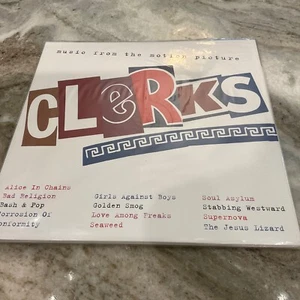 music from the motion picture
CLeRKS
Alice In Chains
Bad Religion
Bash & Pop
Corrosion Of
Conformity
Girls Against Boys
Golden Smog
Love Among Freaks
Seaweed
Soul Asylum
Stabbing Westward
Supernova
The Jesus Lizard